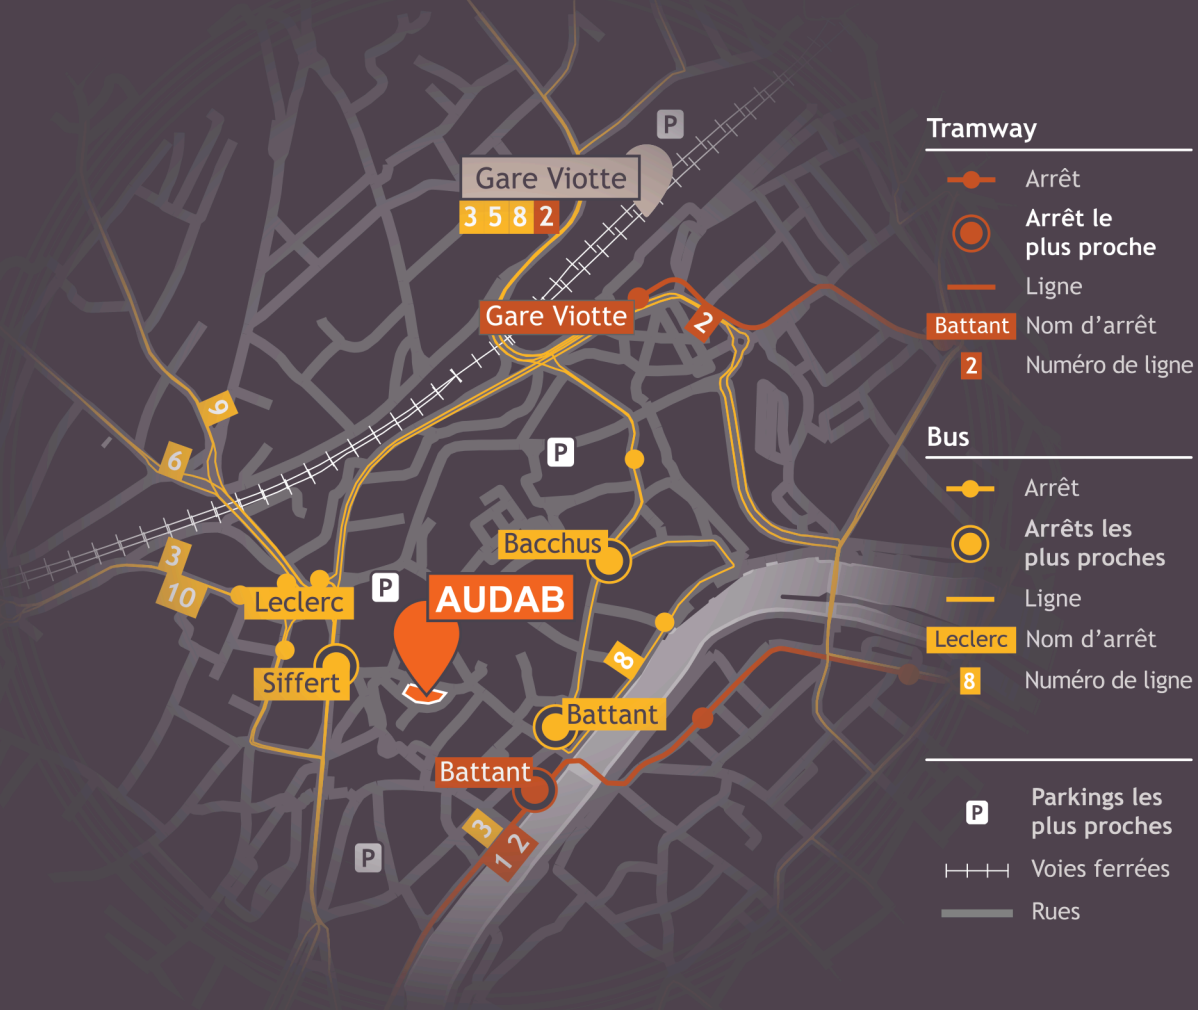 P
Gare Viotte
3 5 8 2
Gare Viotte
2
9
6
P
3
10
Bacchus
P
AUDAB
Leclerc
8
Siffert
Battant
Battant
3
1 2
P
Tramway
Arrêt
Arrêt le
plus proche
Ligne
Battant Nom d'arrêt
2 Numéro de ligne
Bus
Arrêt
Arrêts les
plus proches
Ligne
Leclerc Nom d'arrêt
8 Numéro de ligne
P Parkings les
plus proches
Voies ferrées
Rues